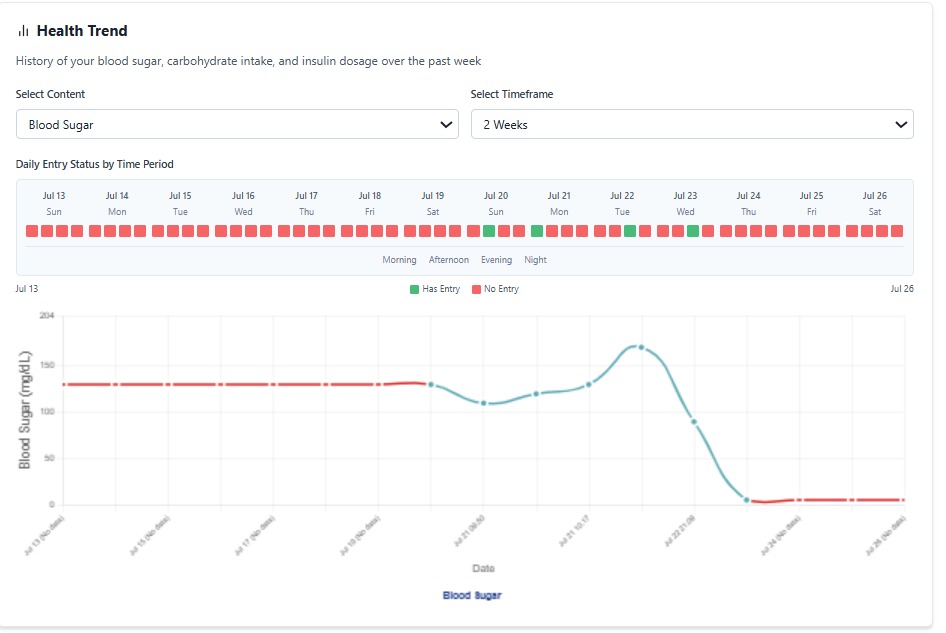 Health Trend
History of your blood sugar, carbohydrate intake, and insulin dosage over the past week
Select Content Select Timeframe
Blood Sugar 2 Weeks
Daily Entry Status by Time Period
Jul 13 Jul 14 Jul 15 Jul 16 Jul 17 Jul 18 Jul 19 Jul 20 Jul 21 Jul 22 Jul 23 Jul 24 Jul 25 Jul 26
Sun Mon Tue Wed Thu Fri Sat Sun Mon Tue Wed Thu Fri Sat
Morning Afternoon Evening Night
Jul 13 Has Entry No Entry Jul 26
204
150
100
50
0
Blood Sugar (mg/dL)
Jul 13 (No data) Jul 15 (No data) Jul 17 (No data) Jul 19 (No data) Jul 21 Jul 21 10:17 Jul 22 21:09 Jul 24 (No data) Jul 26 (No data)
Date
Blood Sugar